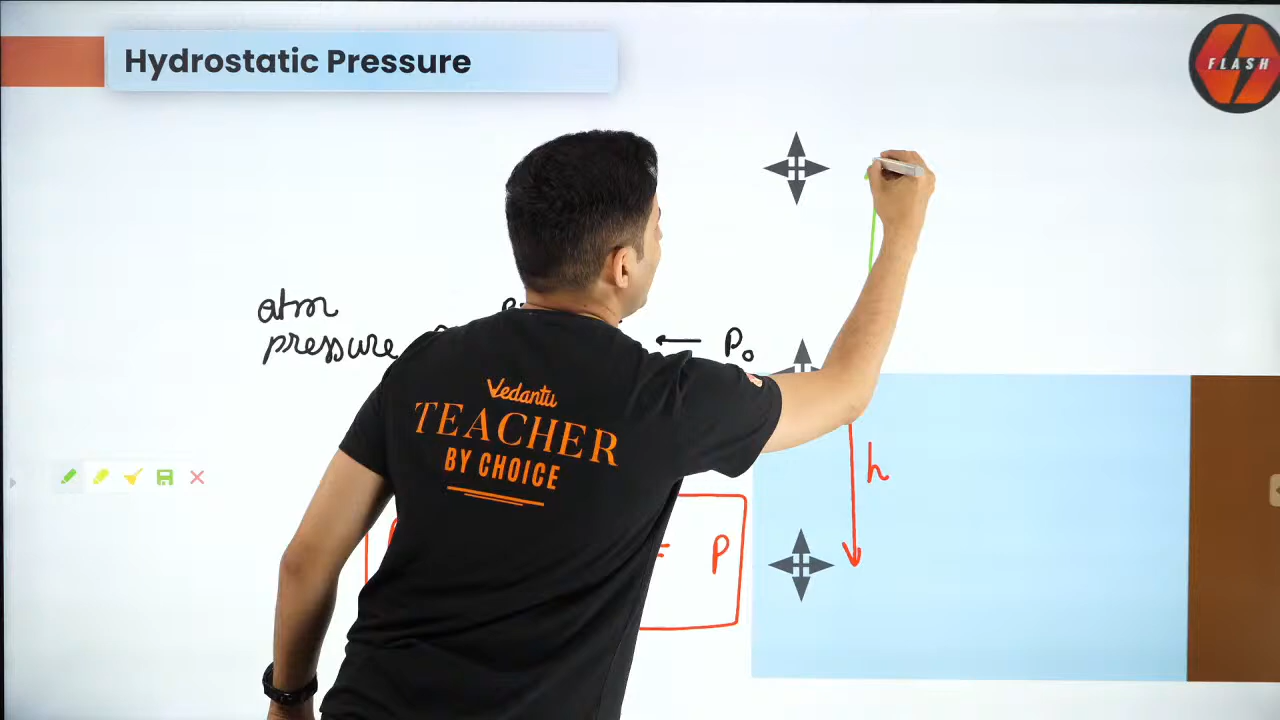 Hydrostatic Pressure
FLASH
atm
pressure
P₀
h
= P
Vedantu
TEACHER
BY CHOICE